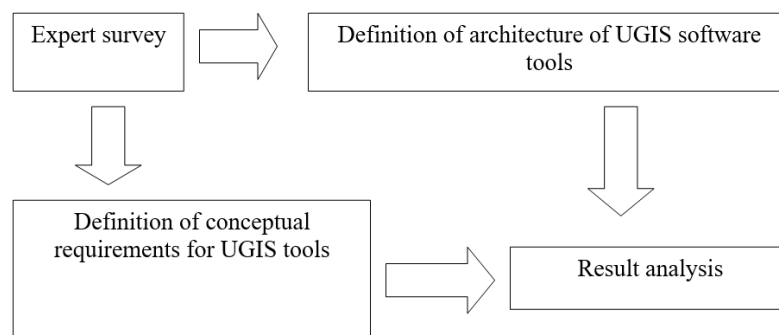 Expert survey
Definition of architecture of UGIS software
tools
Definition of conceptual
requirements for UGIS tools
Result analysis